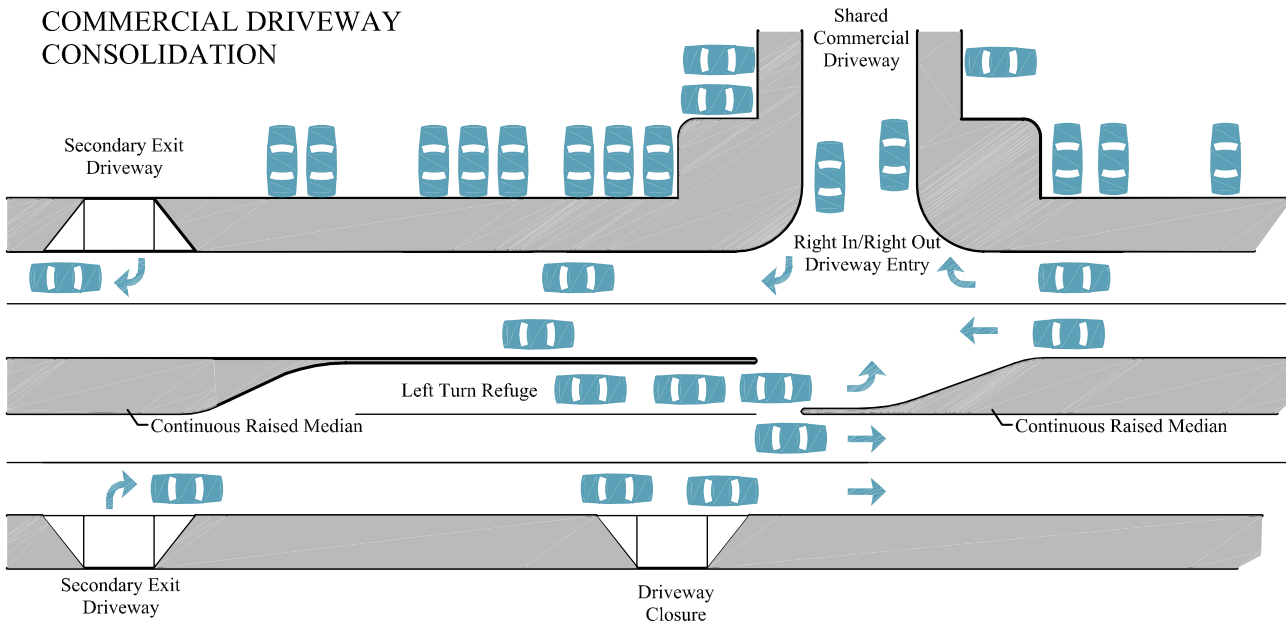 COMMERCIAL DRIVEWAY
CONSOLIDATION
Shared
Commercial
Driveway
Secondary Exit
Driveway
Right In/Right Out
Driveway Entry
Left Turn Refuge
Continuous Raised Median
Continuous Raised Median
Secondary Exit
Driveway
Driveway
Closure